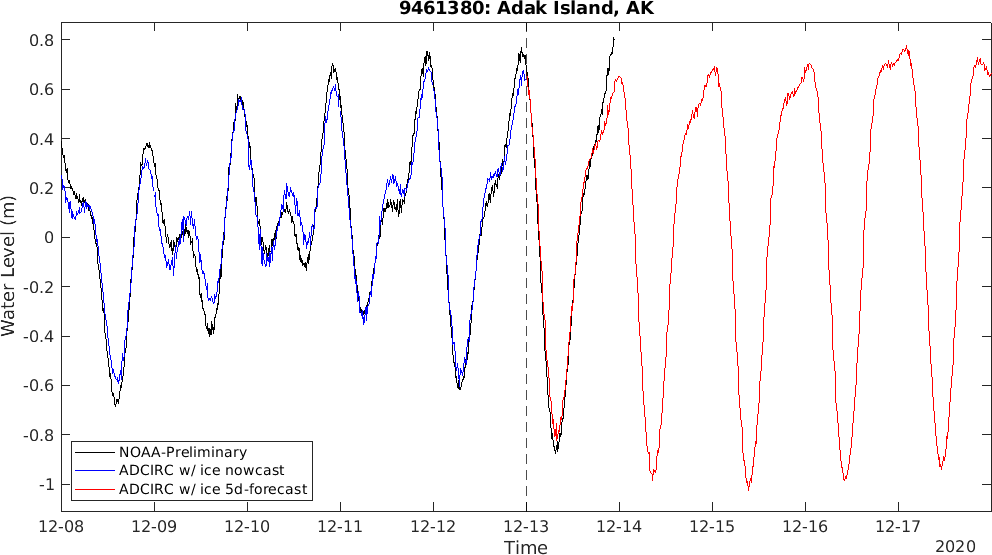 9461380: Adak Island, AK
Water Level (m)
0.8
0.6
0.4
0.2
0
-0.2
-0.4
-0.6
-0.8
-1
NOAA-Preliminary
ADCIRC w/ ice nowcast
ADCIRC w/ ice 5d-forecast
12-08 12-09 12-10 12-11 12-12 12-13 12-14 12-15 12-16 12-17
Time
2020